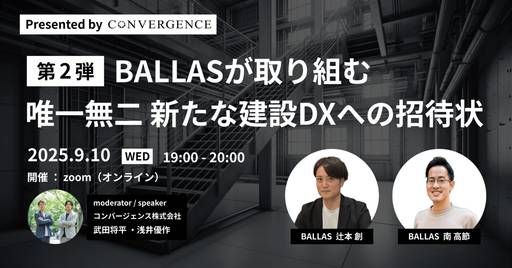 Presented by CONVERGENCE
第2弾 BALLASが取り組む
唯一無二 新たな建設DXへの招待状
2025.9.10 WED 19:00 - 20:00
開催 : zoom（オンライン）
moderator / speaker
コンバージェンス株式会社
武田将平・浅井優作
BALLAS 辻本 創
BALLAS 南 高節